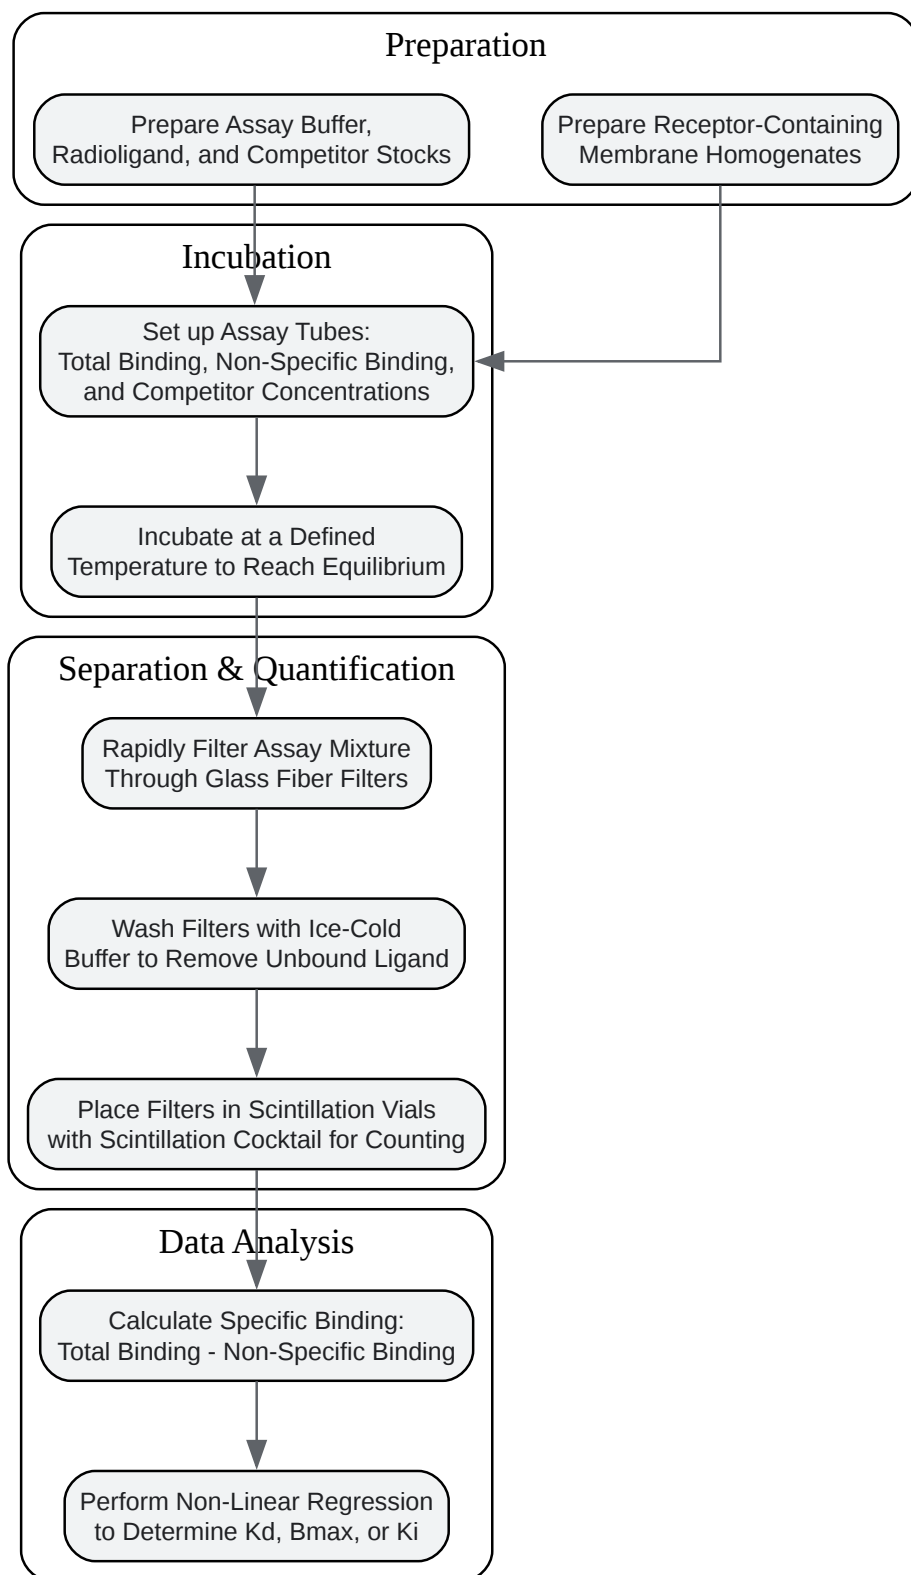 Preparation
Prepare Assay Buffer,
Radioligand, and Competitor Stocks
Prepare Receptor-Containing
Membrane Homogenates
Incubation
Set up Assay Tubes:
Total Binding, Non-Specific Binding,
and Competitor Concentrations
Incubate at a Defined
Temperature to Reach Equilibrium
Separation & Quantification
Rapidly Filter Assay Mixture
Through Glass Fiber Filters
Wash Filters with Ice-Cold
Buffer to Remove Unbound Ligand
Place Filters in Scintillation Vials
with Scintillation Cocktail for Counting
Data Analysis
Calculate Specific Binding:
Total Binding - Non-Specific Binding
Perform Non-Linear Regression
to Determine Kd, Bmax, or Ki